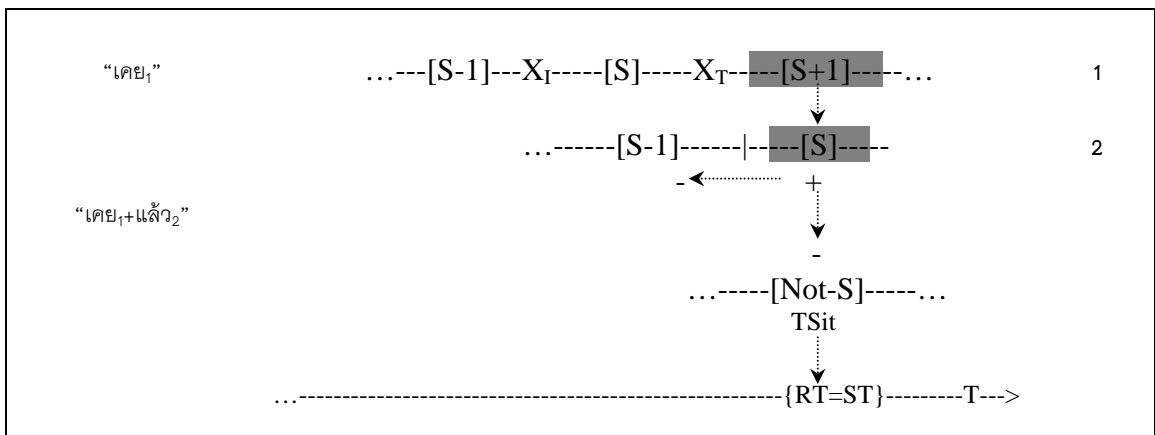 “เคย₁” …---[S-1]---X_I-----[S]-----X_T-----[S+1]-----… 1
…------[S-1]------|-----[S]----- 2
- +
“เคย₁+แล้ว₂”
-
…-----[Not-S]-----…
TSit
…--------------------------------------------------------{RT=ST}---------T--->